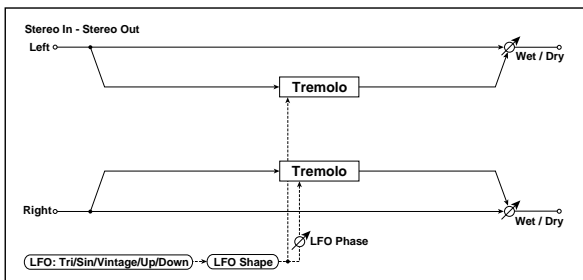 Stereo In - Stereo Out
Left
Wet / Dry
Tremolo
Tremolo
Right
Wet / Dry
LFO Phase
LFO: Tri/Sin/Vintage/Up/Down
LFO Shape